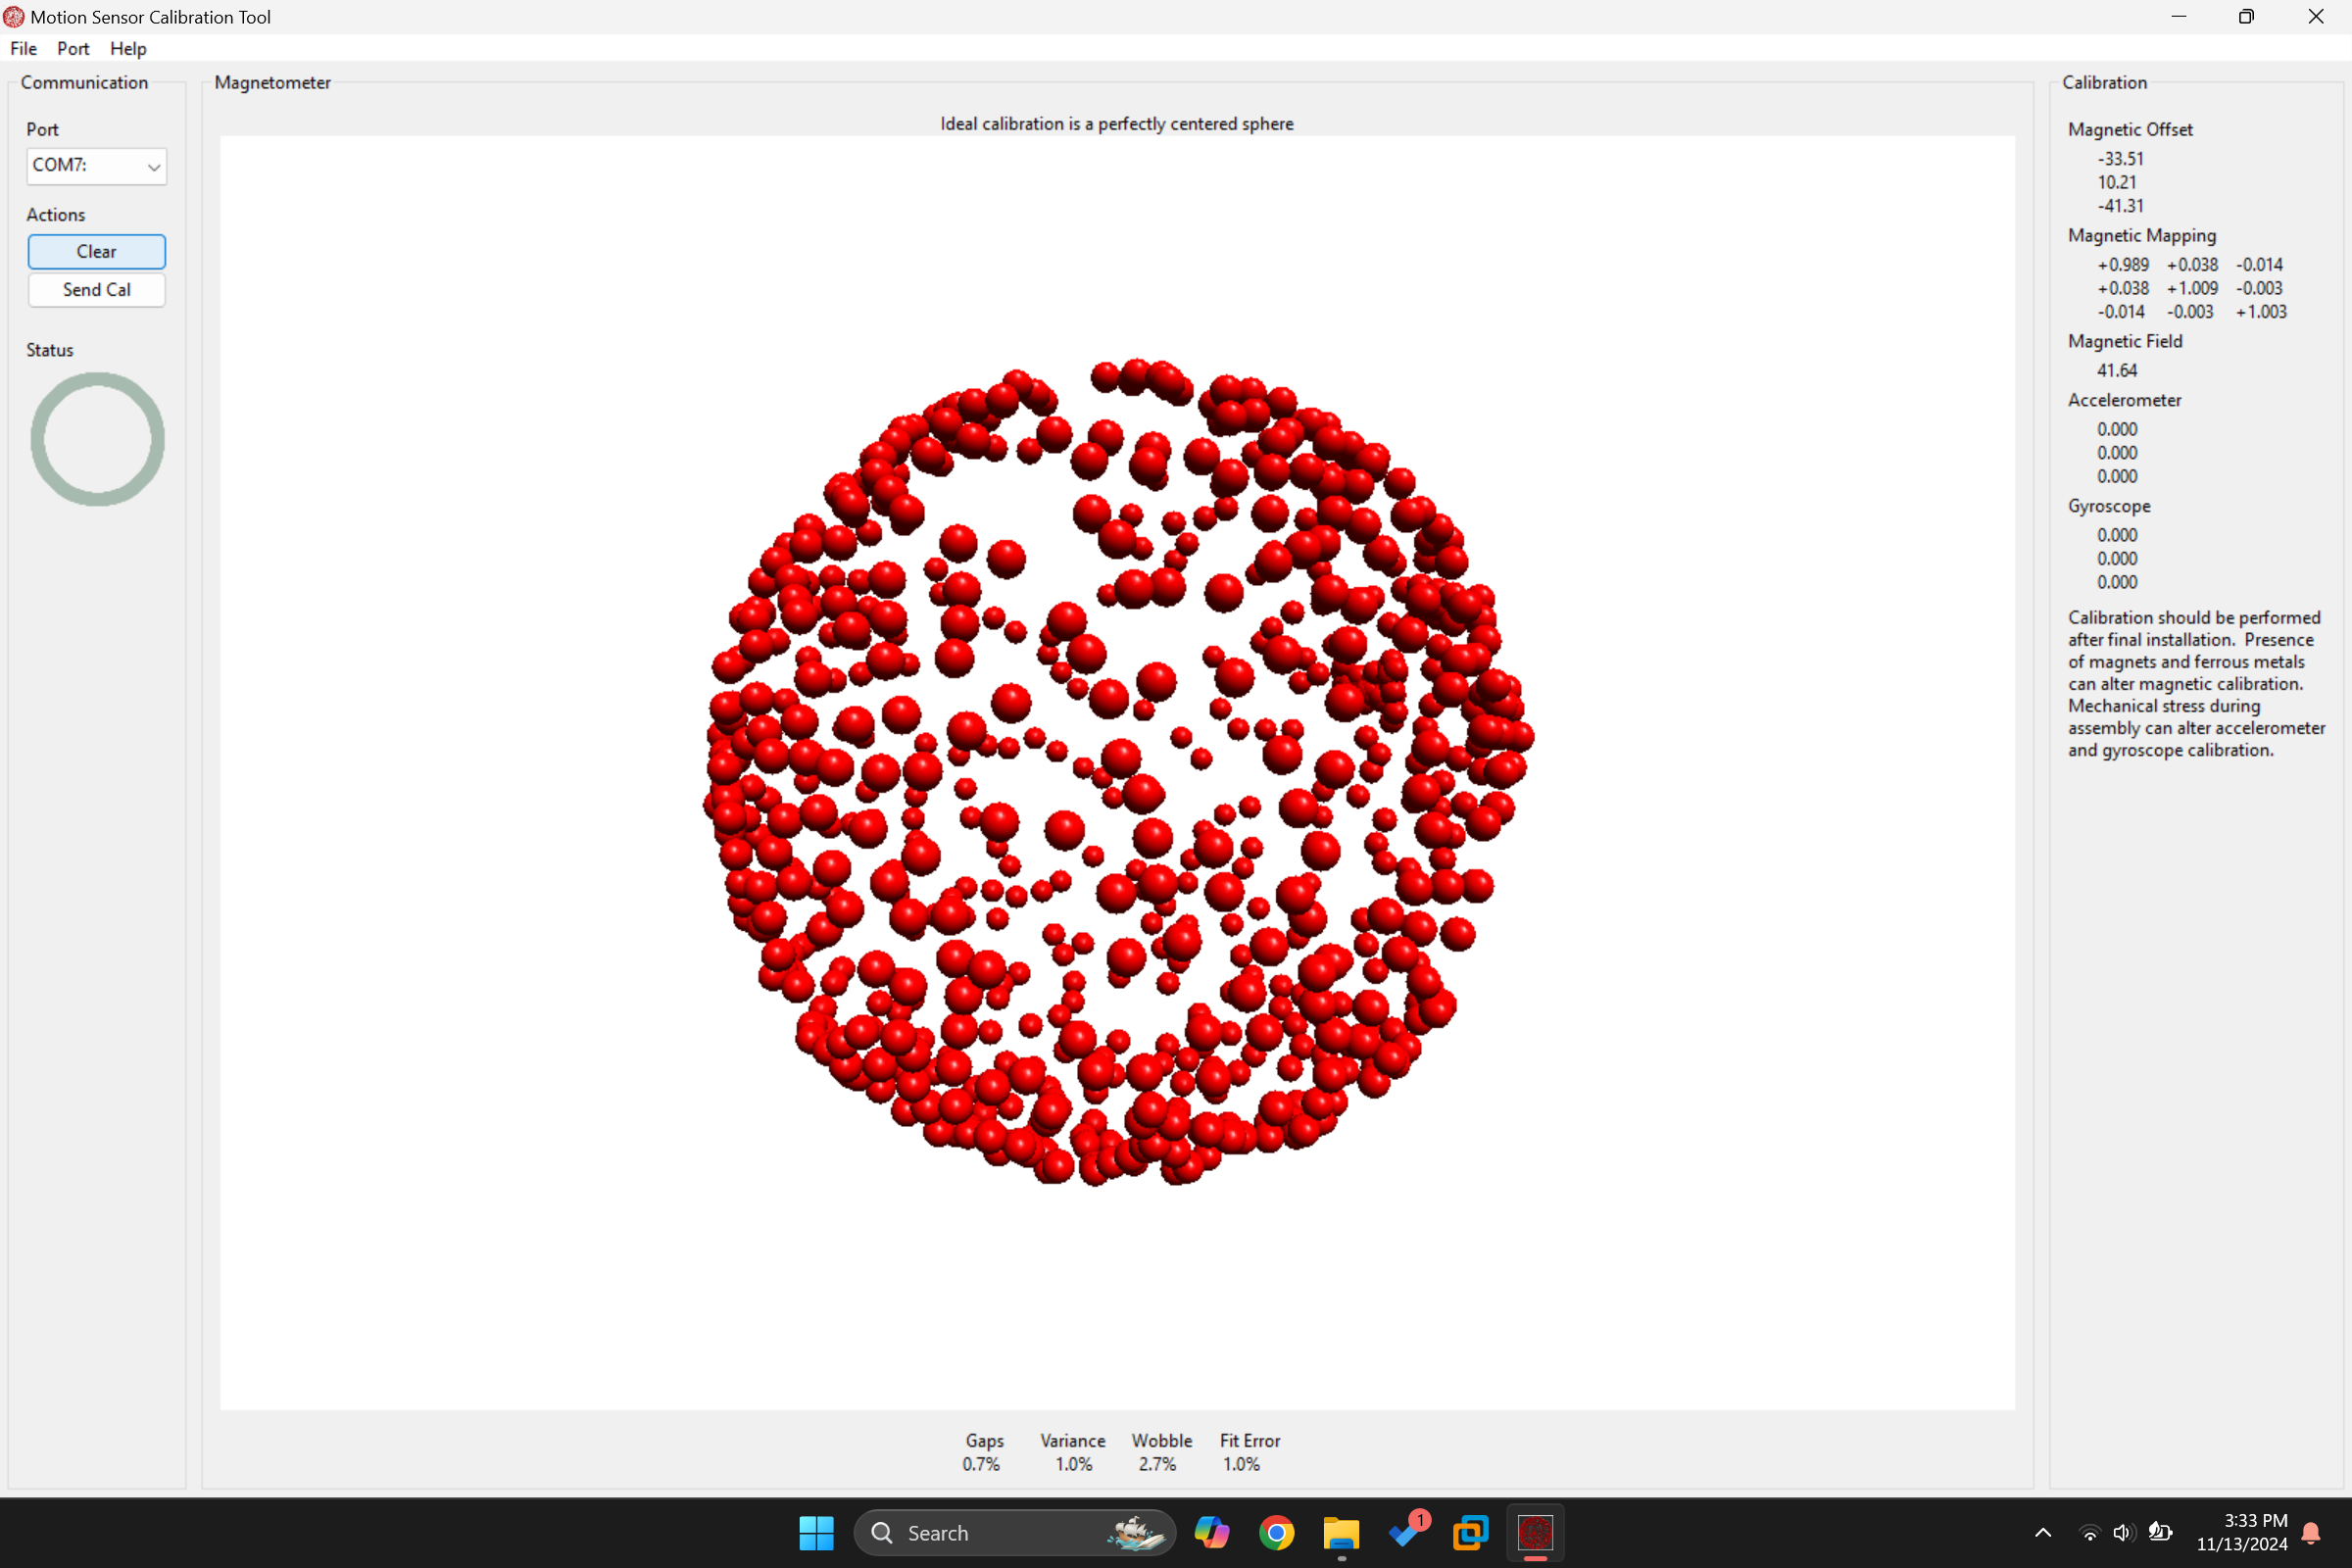 Motion Sensor Calibration Tool
File Port Help
Communication
Port
COM7:
Actions
Clear
Send Cal
Status
Magnetometer
Ideal calibration is a perfectly centered sphere
Gaps Variance Wobble Fit Error
0.7% 1.0% 2.7% 1.0%
Calibration
Magnetic Offset
-33.51
10.21
-41.31
Magnetic Mapping
+0.989 +0.038 -0.014
+0.038 +1.009 -0.003
-0.014 -0.003 +1.003
Magnetic Field
41.64
Accelerometer
0.000
0.000
0.000
Gyroscope
0.000
0.000
0.000
Calibration should be performed
after final installation. Presence
of magnets and ferrous metals
can alter magnetic calibration.
Mechanical stress during
assembly can alter accelerometer
and gyroscope calibration.
Search
1
3:33 PM
11/13/2024